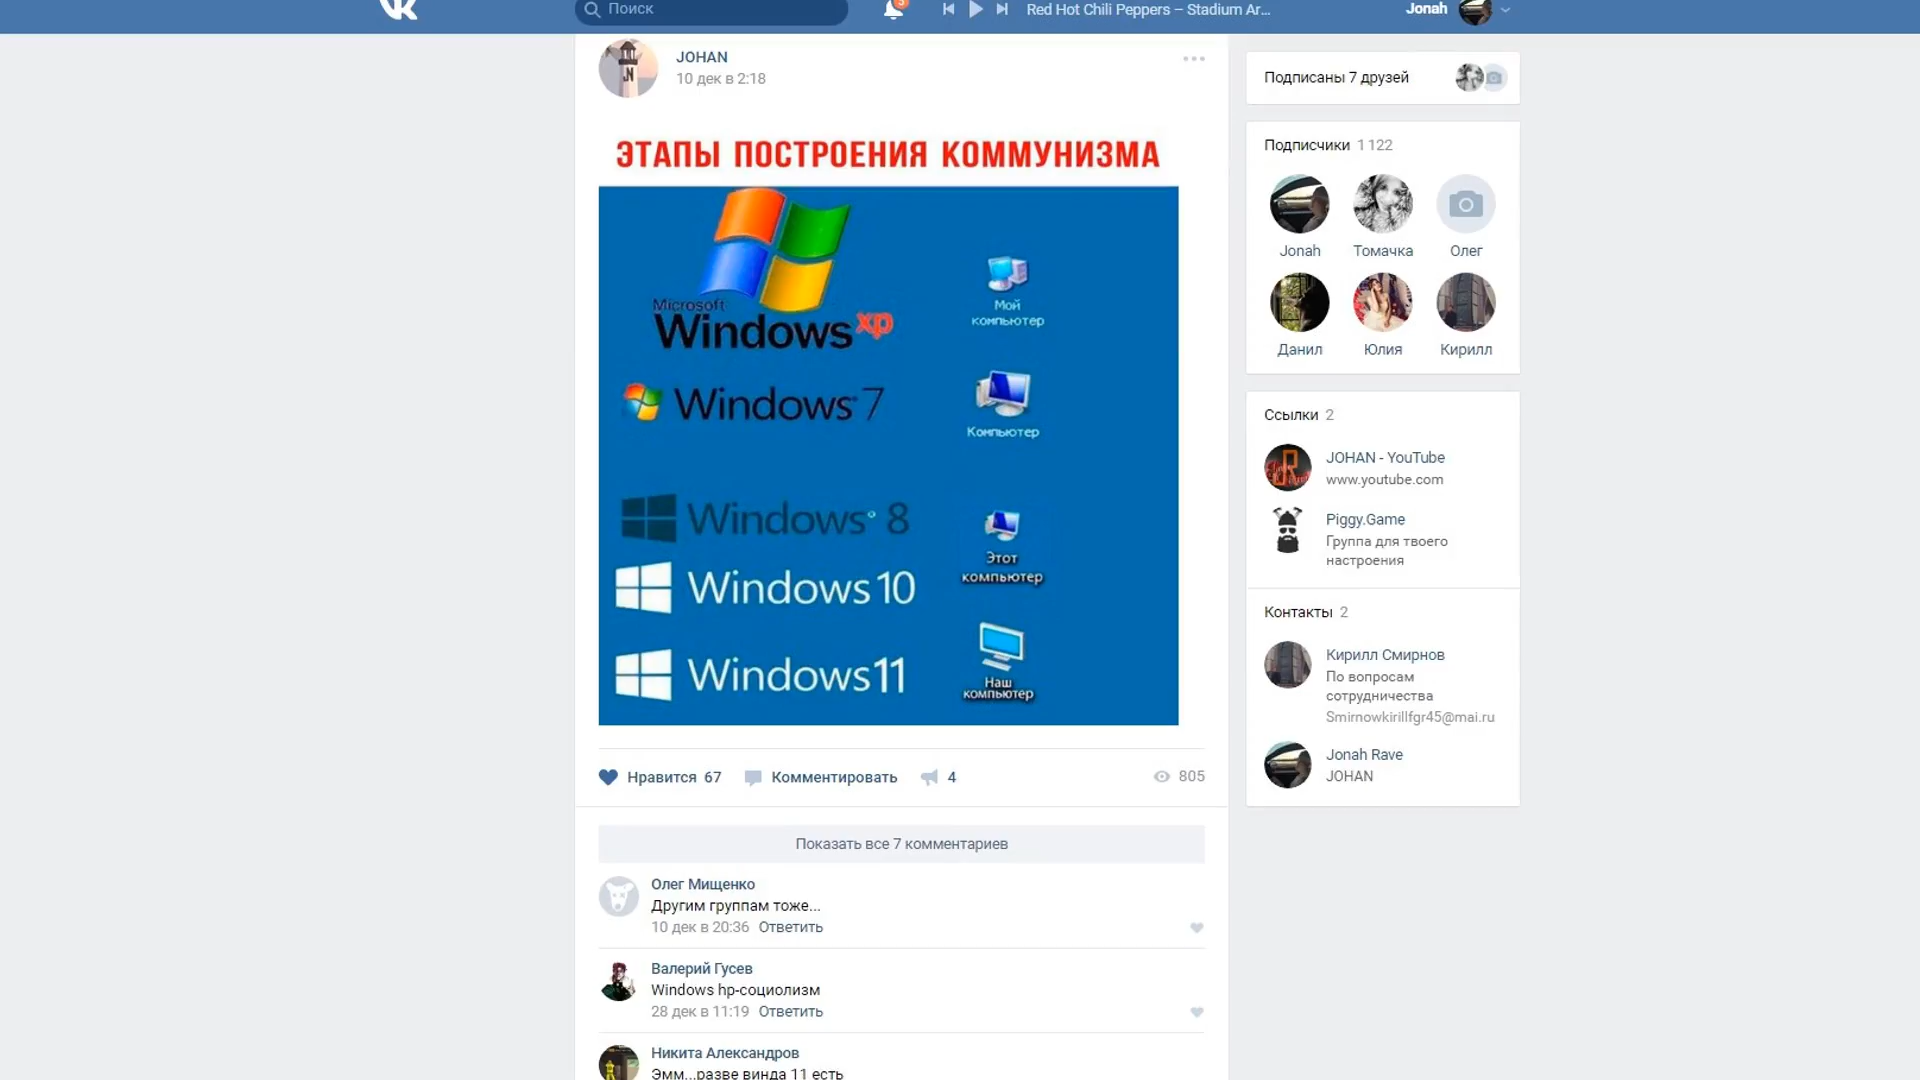 Поиск
5
Red Hot Chili Peppers – Stadium Ar...
Jonah
JOHAN
10 дек в 2:18
ЭТАПЫ ПОСТРОЕНИЯ КОММУНИЗМА
Microsoft
Windows xp
Мой
компьютер
Windows 7
Компьютер
Windows 8
Этот
компьютер
Windows 10
Windows 11
Наш
компьютер
Нравится 67
Комментировать
4
805
Показать все 7 комментариев
Олег Мищенко
Другим группам тоже...
10 дек в 20:36 Ответить
Валерий Гусев
Windows hp-социолизм
28 дек в 11:19 Ответить
Никита Александров
Эмм...разве винда 11 есть
Подписаны 7 друзей
Подписчики 1 122
Jonah
Томачка
Олег
Данил
Юлия
Кирилл
Ссылки 2
JOHAN - YouTube
www.youtube.com
Piggy.Game
Группа для твоего
настроения
Контакты 2
Кирилл Смирнов
По вопросам
сотрудничества
Smirnowkirillfgr45@mai.ru
Jonah Rave
JOHAN